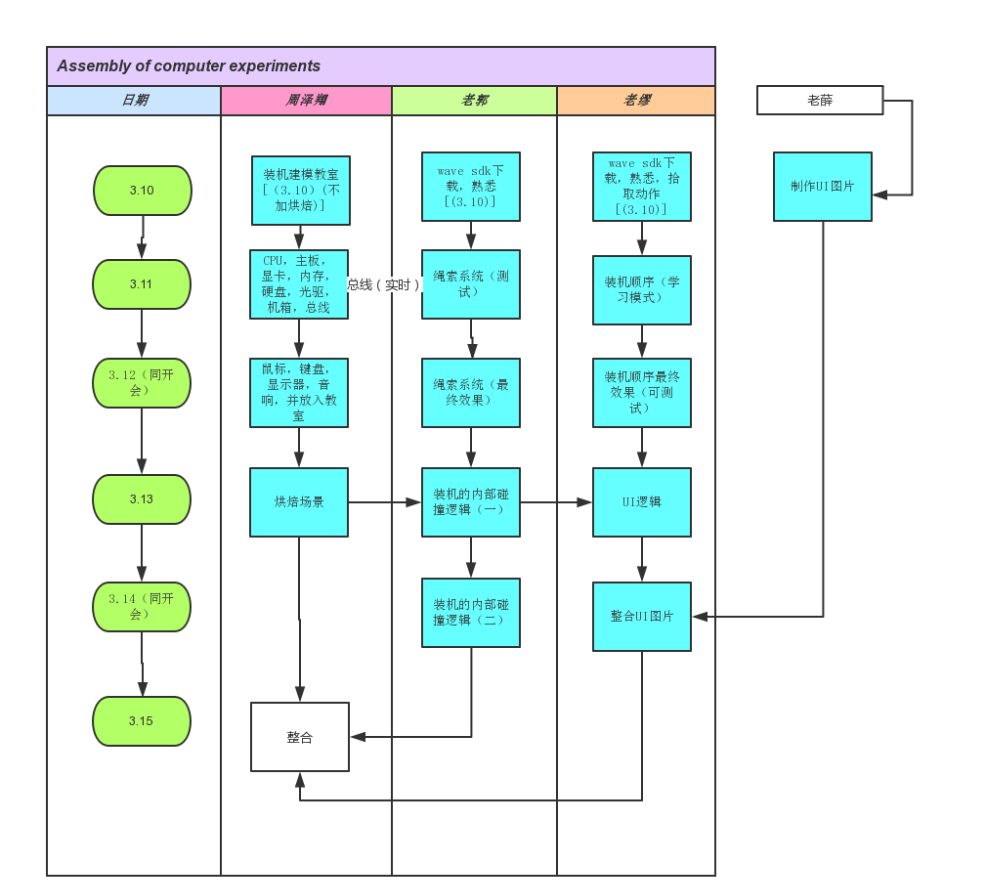 Assembly of computer experiments
日期
周泽翔
老郭
老缪
老薛
3.10
装机建模教室
[（3.10）(不
加烘焙)]
wave sdk下
载，熟悉
[(3.10)]
wave sdk下
载，熟悉，拾
取动作
[(3.10)]
制作UI图片
3.11
CPU，主板，
显卡，内存，
硬盘，光驱，
机箱，总线
总线（实时）
绳索系统（测
试）
装机顺序（学
习模式）
3.12（同开
会）
鼠标，键盘，
显示器，音
响，并放入教
室
绳索系统（最
终效果）
装机顺序最终
效果（可测
试）
3.13
烘焙场景
装机的内部碰
撞逻辑（一）
UI逻辑
3.14（同开
会）
装机的内部碰
撞逻辑（二）
整合UI图片
3.15
整合